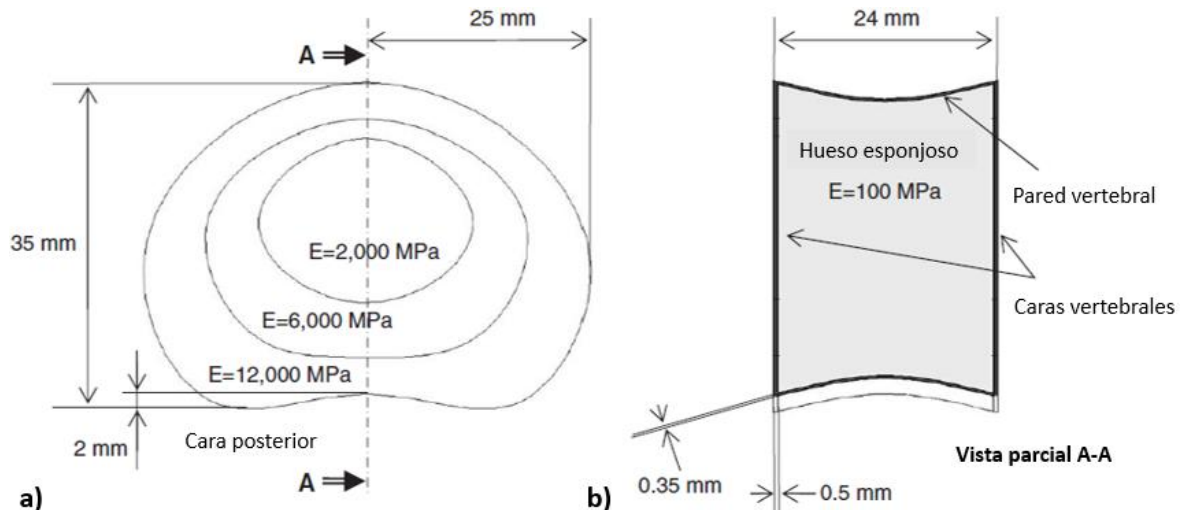 25 mm
A
35 mm
E=2,000 MPa
E=6,000 MPa
E=12,000 MPa
2 mm
Cara posterior
A
a)
24 mm
Hueso esponjoso
E=100 MPa
Pared vertebral
Caras vertebrales
Vista parcial A-A
0.35 mm
0.5 mm
b)